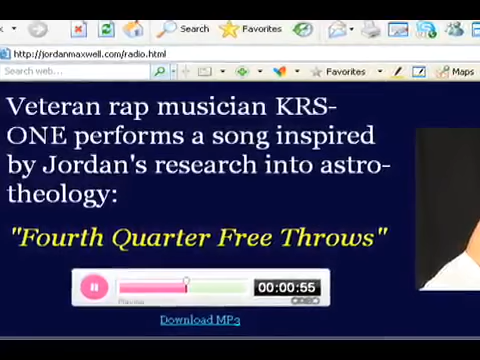 Search
Favorites
http://jordanmaxwell.com/radio.html
Search web...
Favorites
Maps
Veteran rap musician KRS-
ONE performs a song inspired
by Jordan's research into astro-
theology:
"Fourth Quarter Free Throws"
00:00:55
Download MP3